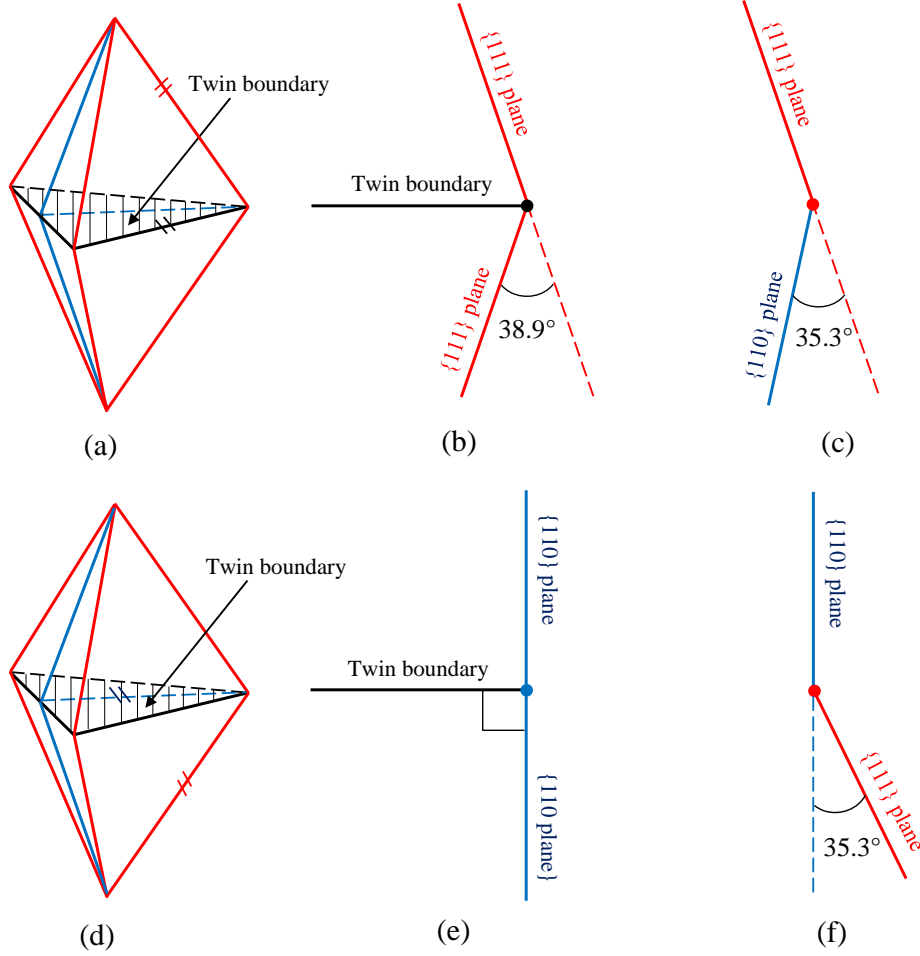 Twin boundary
(a)
{111} plane
Twin boundary
{111} plane
38.9°
(b)
{111} plane
{110} plane
35.3°
(c)
Twin boundary
(d)
{110} plane
Twin boundary
{110 plane}
(e)
{110} plane
{111} plane
35.3°
(f)